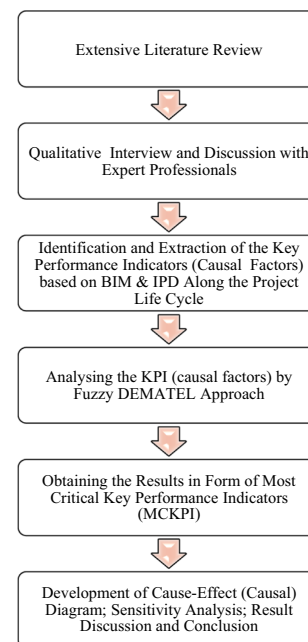 Extensive Literature Review
Qualitative Interview and Discussion with
Expert Professionals
Identification and Extraction of the Key
Performance Indicators (Causal Factors)
based on BIM & IPD Along the Project
Life Cycle
Analysing the KPI (causal factors) by
Fuzzy DEMATEL Approach
Obtaining the Results in Form of Most
Critical Key Performance Indicators
(MCKPI)
Development of Cause-Effect (Causal)
Diagram; Sensitivity Analysis; Result
Discussion and Conclusion